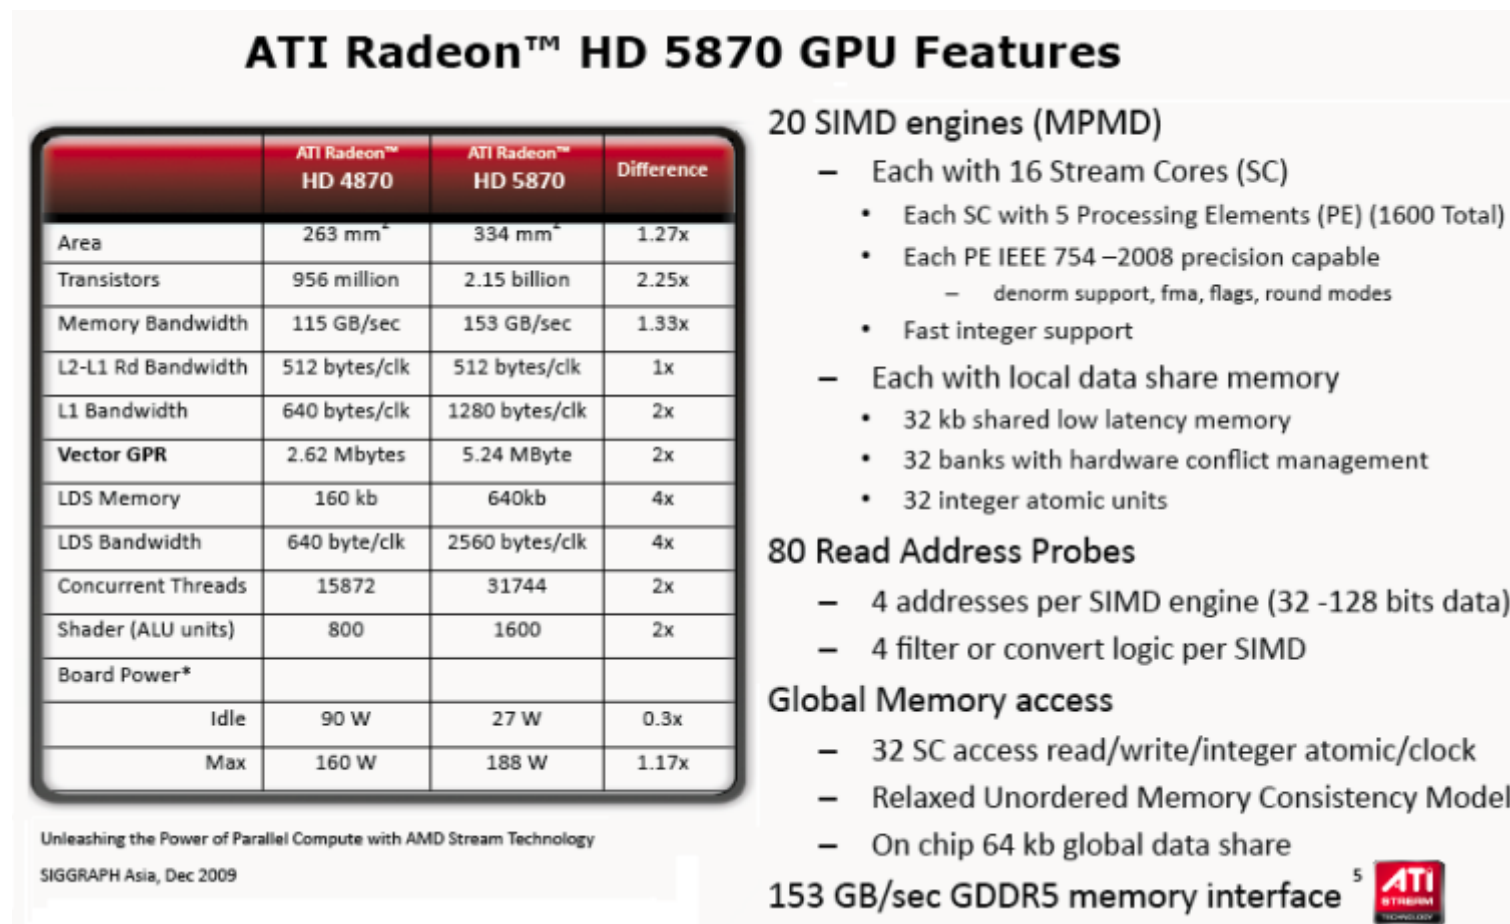 ATI Radeon™ HD 5870 GPU Features
ATI Radeon™ HD 4870 ATI Radeon™ HD 5870 Difference
Area 263 mm² 334 mm² 1.27x
Transistors 956 million 2.15 billion 2.25x
Memory Bandwidth 115 GB/sec 153 GB/sec 1.33x
L2-L1 Rd Bandwidth 512 bytes/clk 512 bytes/clk 1x
L1 Bandwidth 640 bytes/clk 1280 bytes/clk 2x
Vector GPR 2.62 Mbytes 5.24 MByte 2x
LDS Memory 160 kb 640kb 4x
LDS Bandwidth 640 byte/clk 2560 bytes/clk 4x
Concurrent Threads 15872 31744 2x
Shader (ALU units) 800 1600 2x
Board Power*
Idle 90 W 27 W 0.3x
Max 160 W 188 W 1.17x
Unleashing the Power of Parallel Compute with AMD Stream Technology
SIGGRAPH Asia, Dec 2009
20 SIMD engines (MPMD)
– Each with 16 Stream Cores (SC)
• Each SC with 5 Processing Elements (PE) (1600 Total)
• Each PE IEEE 754 –2008 precision capable
– denorm support, fma, flags, round modes
• Fast integer support
– Each with local data share memory
• 32 kb shared low latency memory
• 32 banks with hardware conflict management
• 32 integer atomic units
80 Read Address Probes
– 4 addresses per SIMD engine (32 -128 bits data)
– 4 filter or convert logic per SIMD
Global Memory access
– 32 SC access read/write/integer atomic/clock
– Relaxed Unordered Memory Consistency Model
– On chip 64 kb global data share
153 GB/sec GDDR5 memory interface
5
ATI
STREAM
TECHNOLOGY